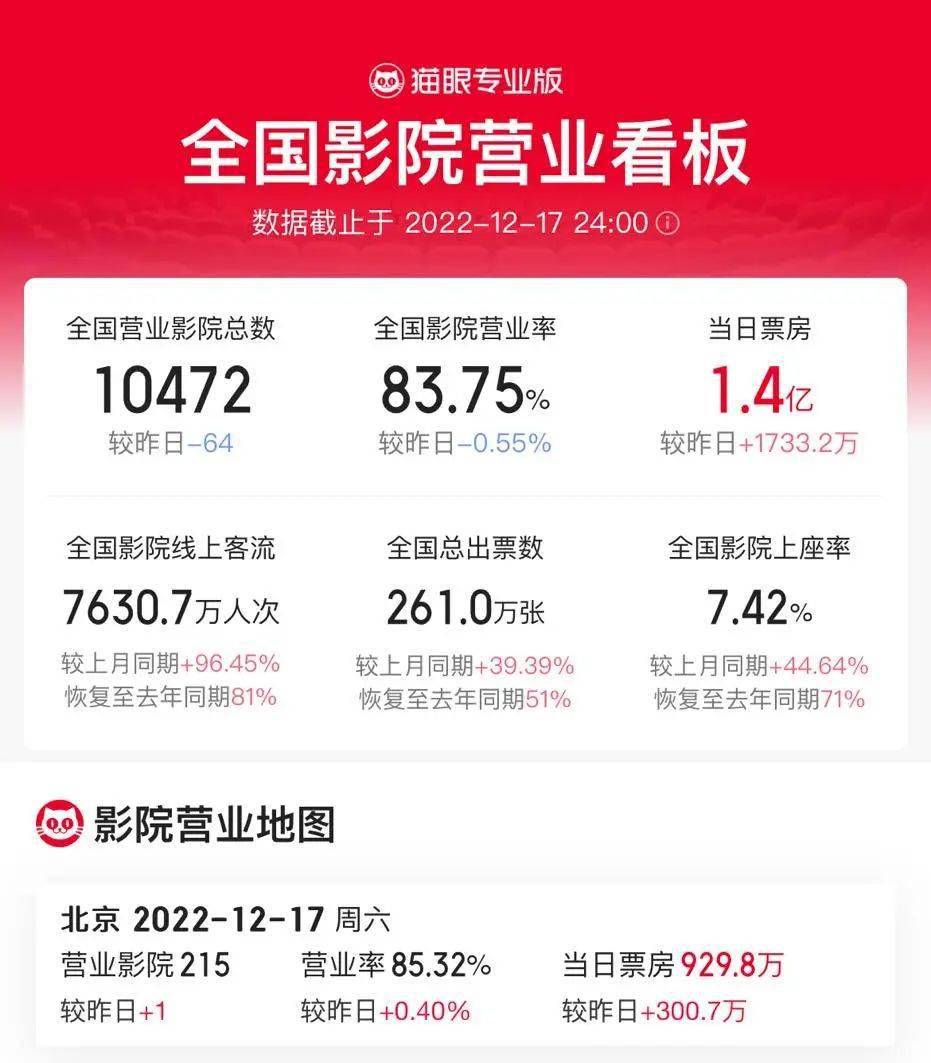 猫眼专业版
全国影院营业看板
数据截止于 2022-12-17 24:00
全国营业影院总数 全国影院营业率 当日票房
10472 83.75% 1.4亿
较昨日-64 较昨日-0.55% 较昨日+1733.2万
全国影院线上客流 全国总出票数 全国影院上座率
7630.7万人次 261.0万张 7.42%
较上月同期+96.45% 较上月同期+39.39% 较上月同期+44.64%
恢复至去年同期81% 恢复至去年同期51% 恢复至去年同期71%
影院营业地图
北京 2022-12-17 周六
营业影院215 营业率85.32% 当日票房929.8万
较昨日+1 较昨日+0.40% 较昨日+300.7万